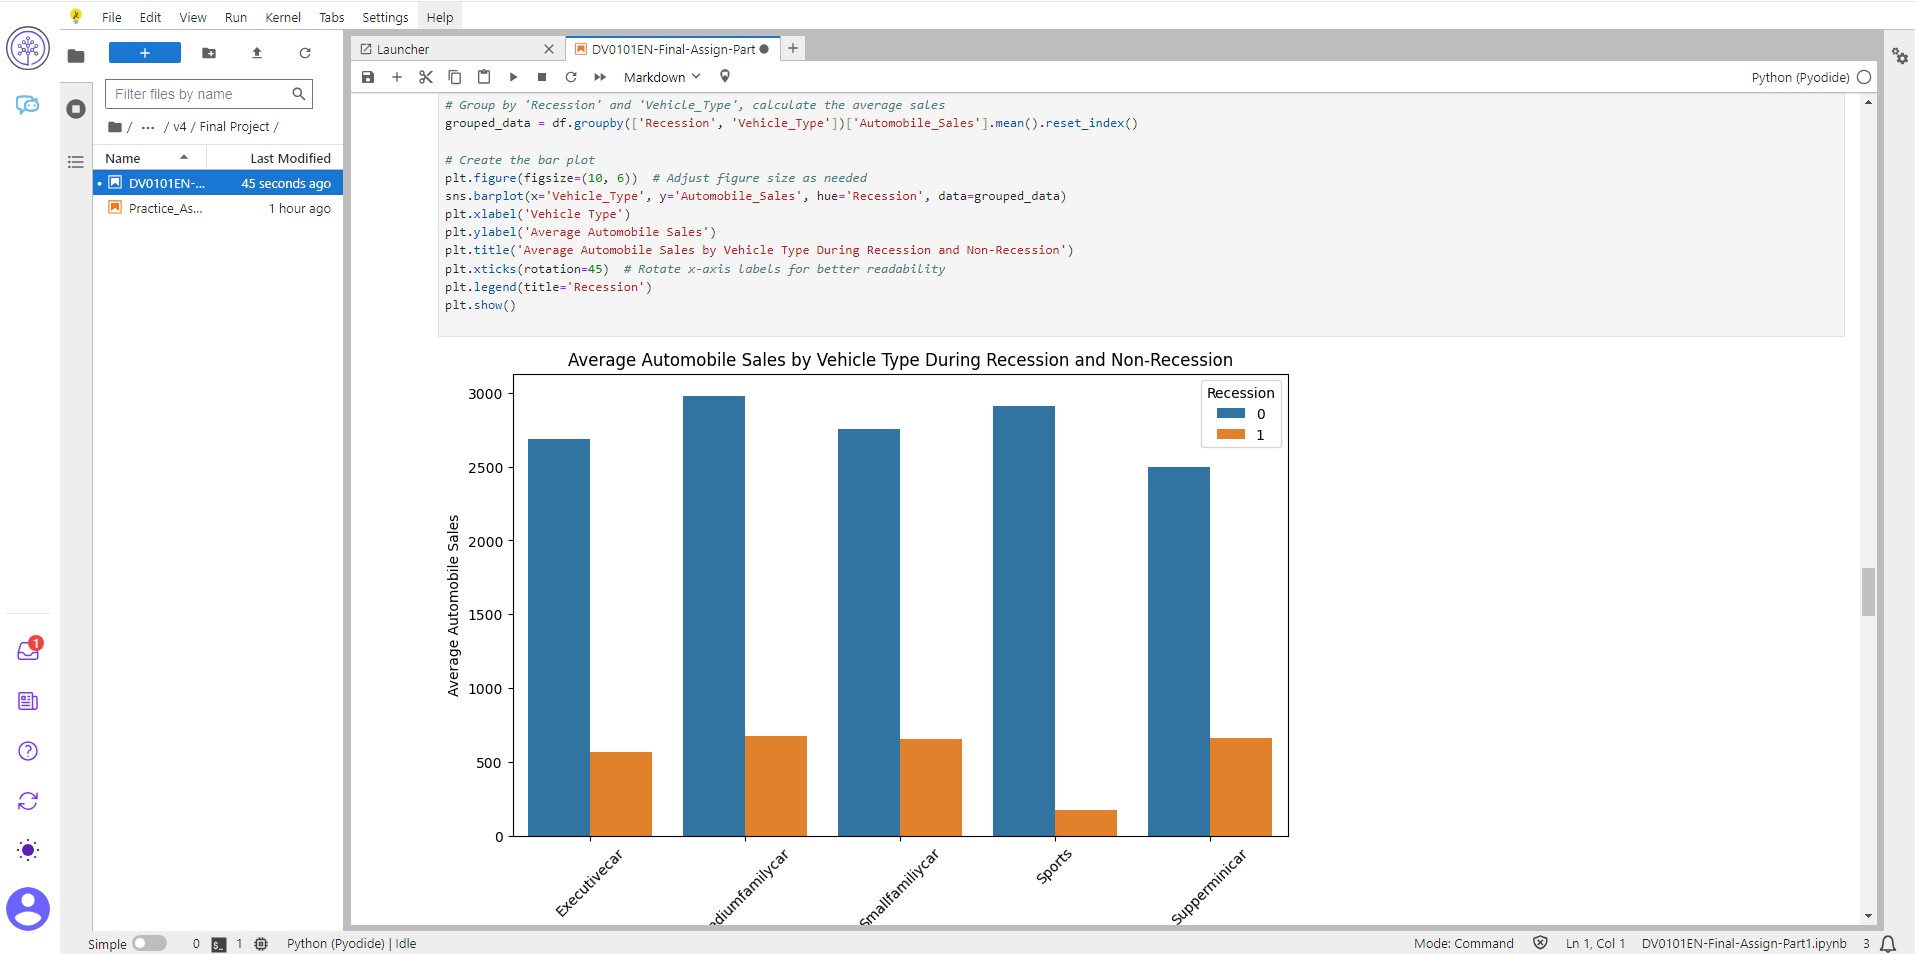 File Edit View Run Kernel Tabs Settings Help
+
Filter files by name
/ ... / v4 / Final Project /
Name Last Modified
DV0101EN-... 45 seconds ago
Practice_As... 1 hour ago
Launcher
DV0101EN-Final-Assign-Part
Markdown
Python (Pyodide)
# Group by 'Recession' and 'Vehicle_Type', calculate the average sales
grouped_data = df.groupby(['Recession', 'Vehicle_Type'])['Automobile_Sales'].mean().reset_index()
# Create the bar plot
plt.figure(figsize=(10, 6))  # Adjust figure size as needed
sns.barplot(x='Vehicle_Type', y='Automobile_Sales', hue='Recession', data=grouped_data)
plt.xlabel('Vehicle Type')
plt.ylabel('Average Automobile Sales')
plt.title('Average Automobile Sales by Vehicle Type During Recession and Non-Recession')
plt.xticks(rotation=45)  # Rotate x-axis labels for better readability
plt.legend(title='Recession')
plt.show()
Average Automobile Sales by Vehicle Type During Recession and Non-Recession
Recession
0
1
3000
2500
2000
1500
1000
500
0
Average Automobile Sales
Executivecar
ediumfamilycar
Smallfamiliycar
Sports
Supperminicar
1
Simple 0 $_ 1 Python (Pyodide) | Idle
Mode: Command Ln 1, Col 1 DV0101EN-Final-Assign-Part1.ipynb 3